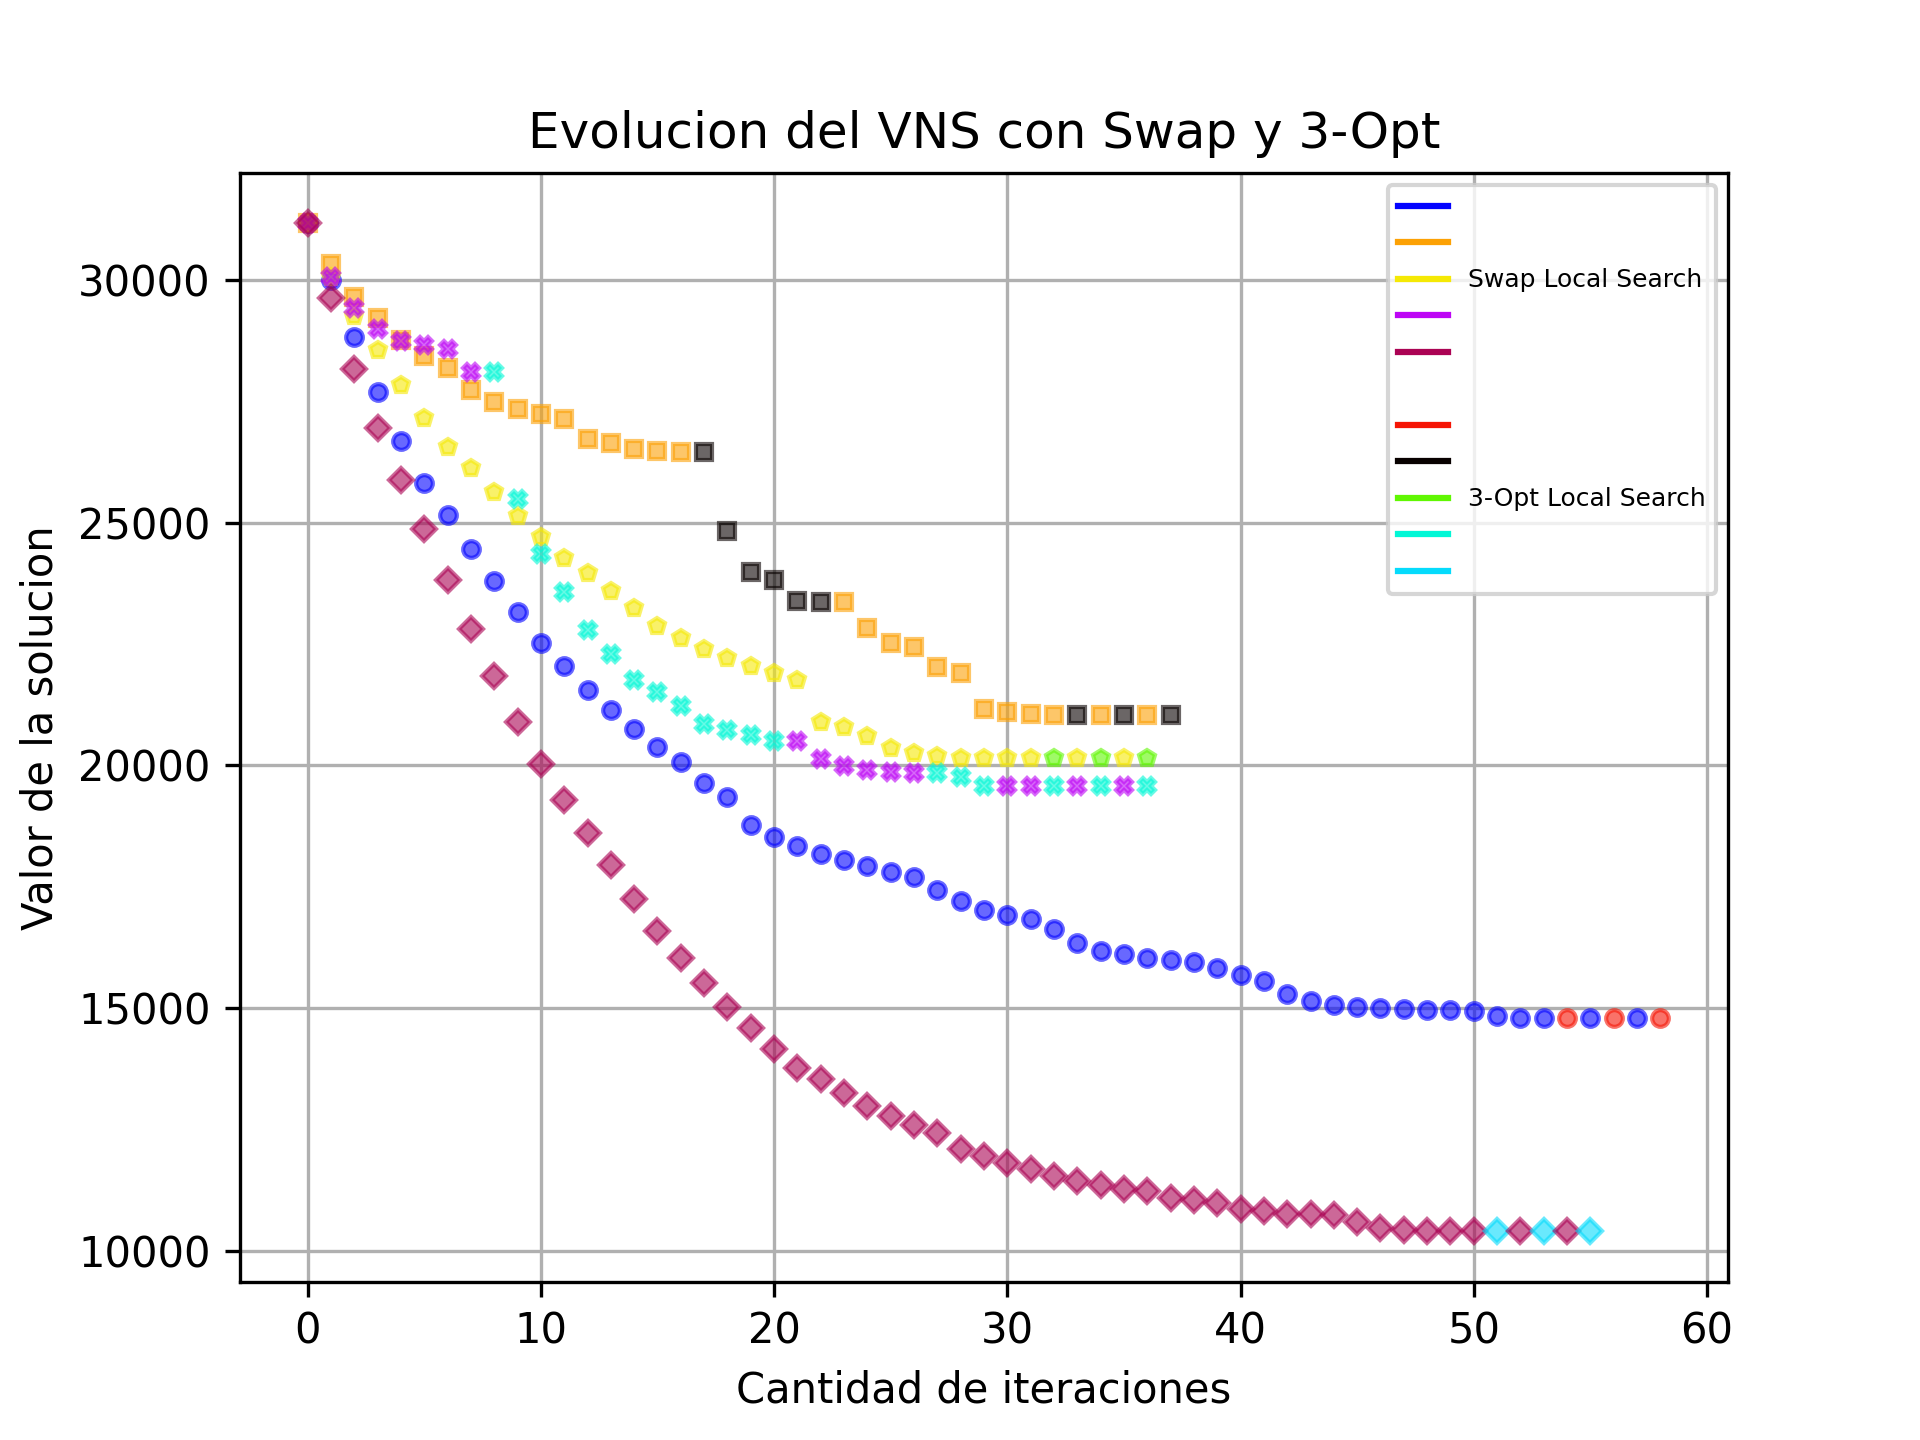 Evolucion del VNS con Swap y 3-Opt
Valor de la solucion
30000
25000
20000
15000
10000
Swap Local Search
3-Opt Local Search
0 10 20 30 40 50 60
Cantidad de iteraciones